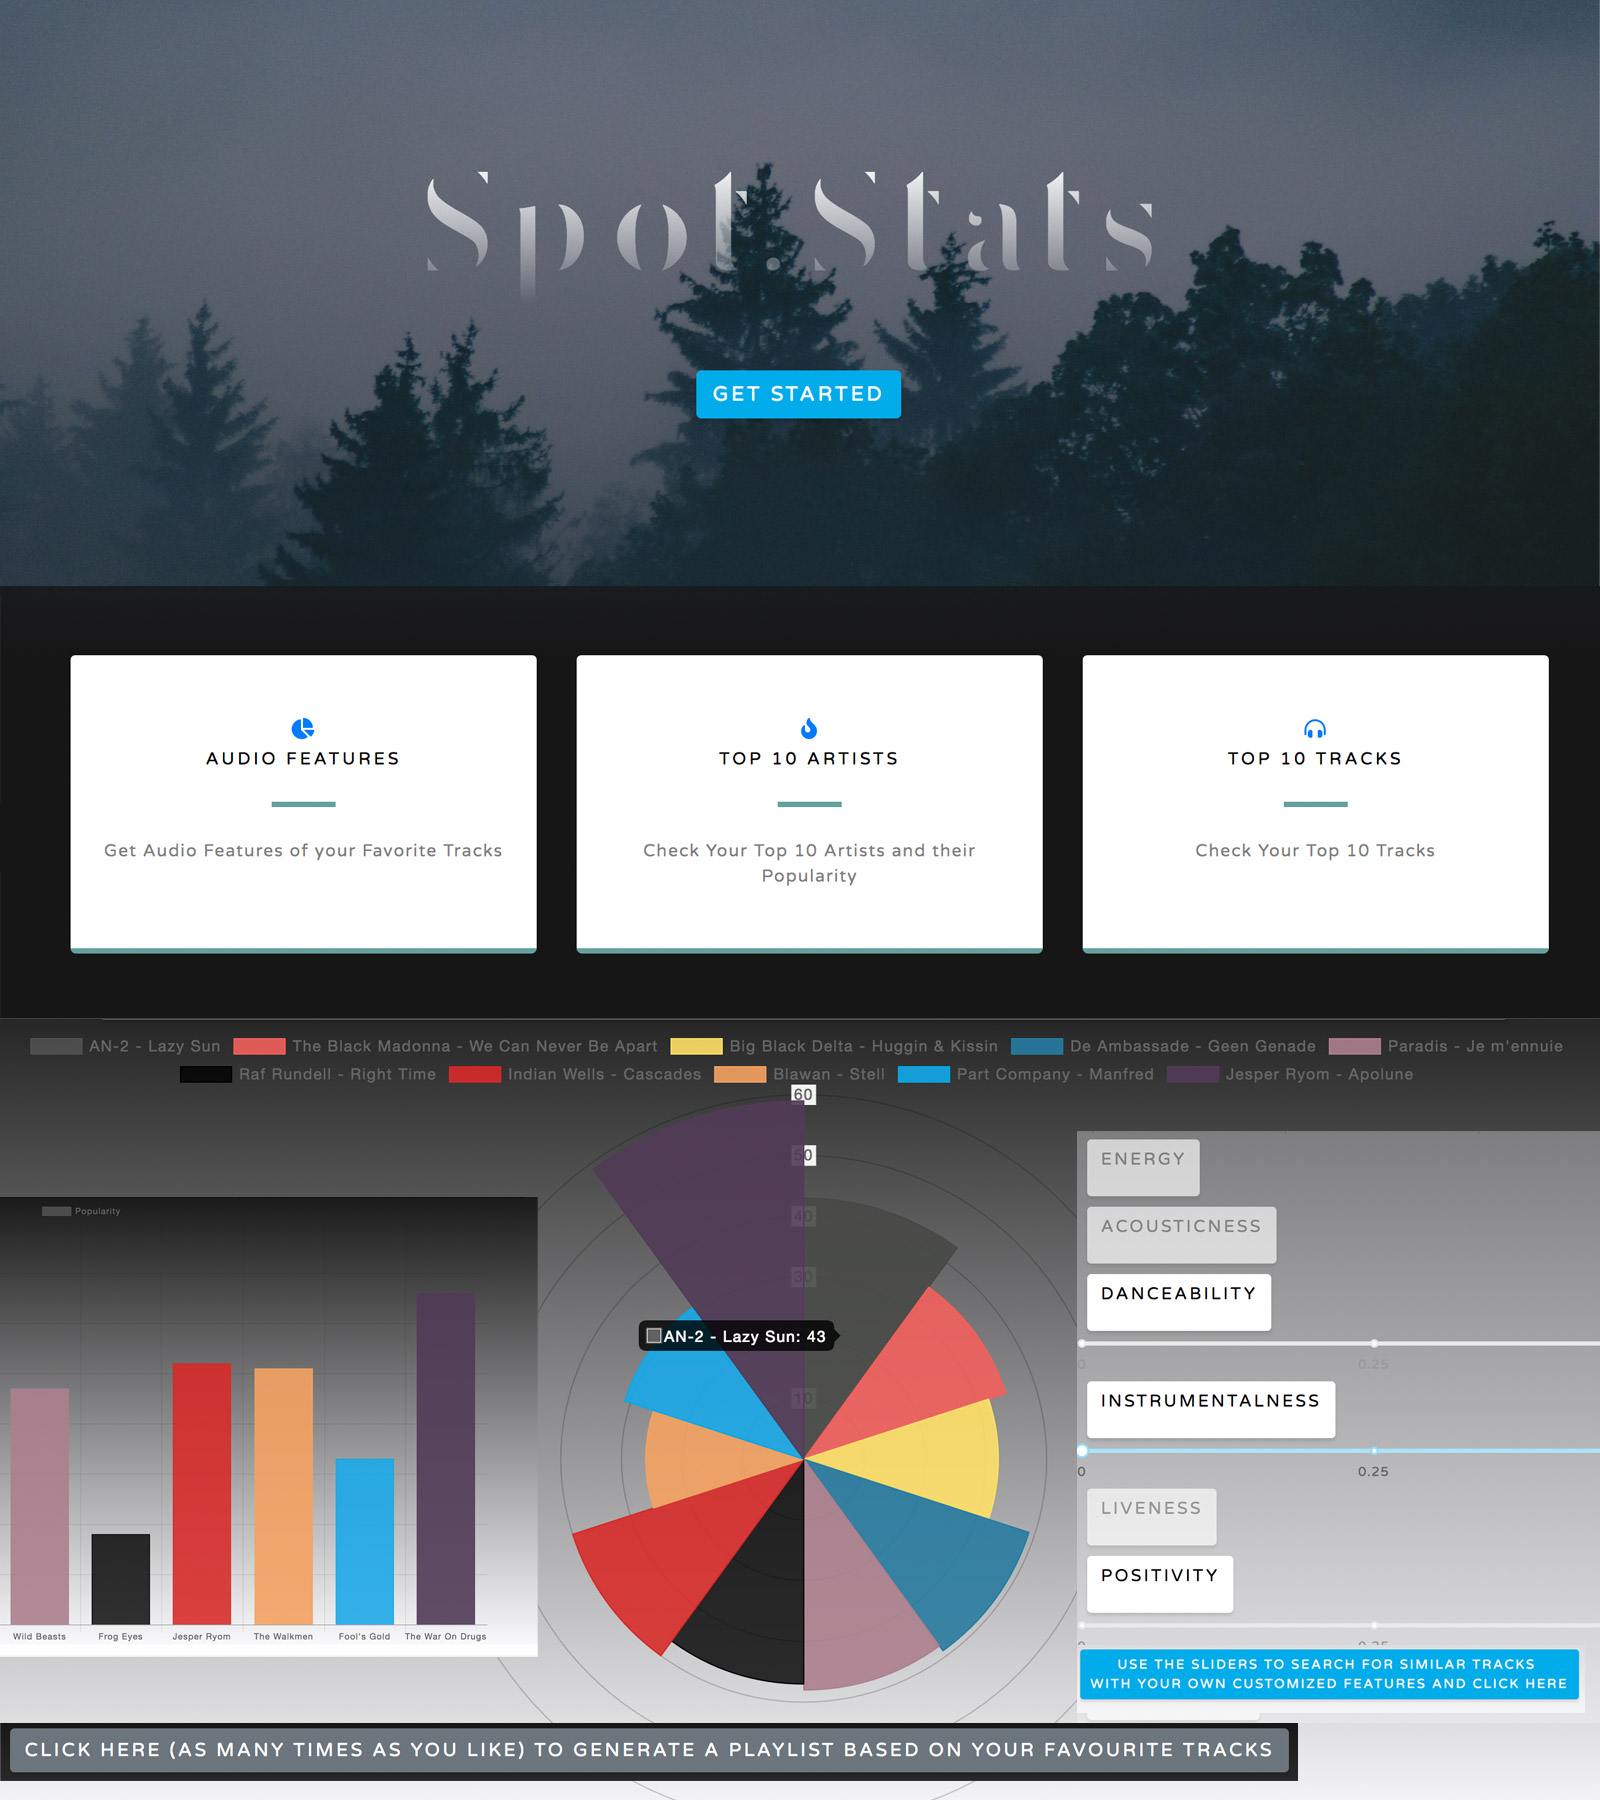 Spot.Stats
GET STARTED
AUDIO FEATURES
Get Audio Features of your Favorite Tracks
TOP 10 ARTISTS
Check Your Top 10 Artists and their
Popularity
TOP 10 TRACKS
Check Your Top 10 Tracks
AN-2 - Lazy Sun The Black Madonna - We Can Never Be Apart Big Black Delta - Huggin & Kissin De Ambassade - Geen Genade Paradis - Je m'ennuie
Raf Rundell - Right Time Indian Wells - Cascades Blawan - Stell Part Company - Manfred Jesper Ryom - Apolune
60
50
40
30
AN-2 - Lazy Sun: 43
10
Popularity
Wild Beasts Frog Eyes Jesper Ryom The Walkmen Fool's Gold The War On Drugs
ENERGY
ACOUSTICNESS
DANCEABILITY
0 0.25
INSTRUMENTALNESS
0 0.25
LIVENESS
POSITIVITY
0 0.25
USE THE SLIDERS TO SEARCH FOR SIMILAR TRACKS
WITH YOUR OWN CUSTOMIZED FEATURES AND CLICK HERE
CLICK HERE (AS MANY TIMES AS YOU LIKE) TO GENERATE A PLAYLIST BASED ON YOUR FAVOURITE TRACKS